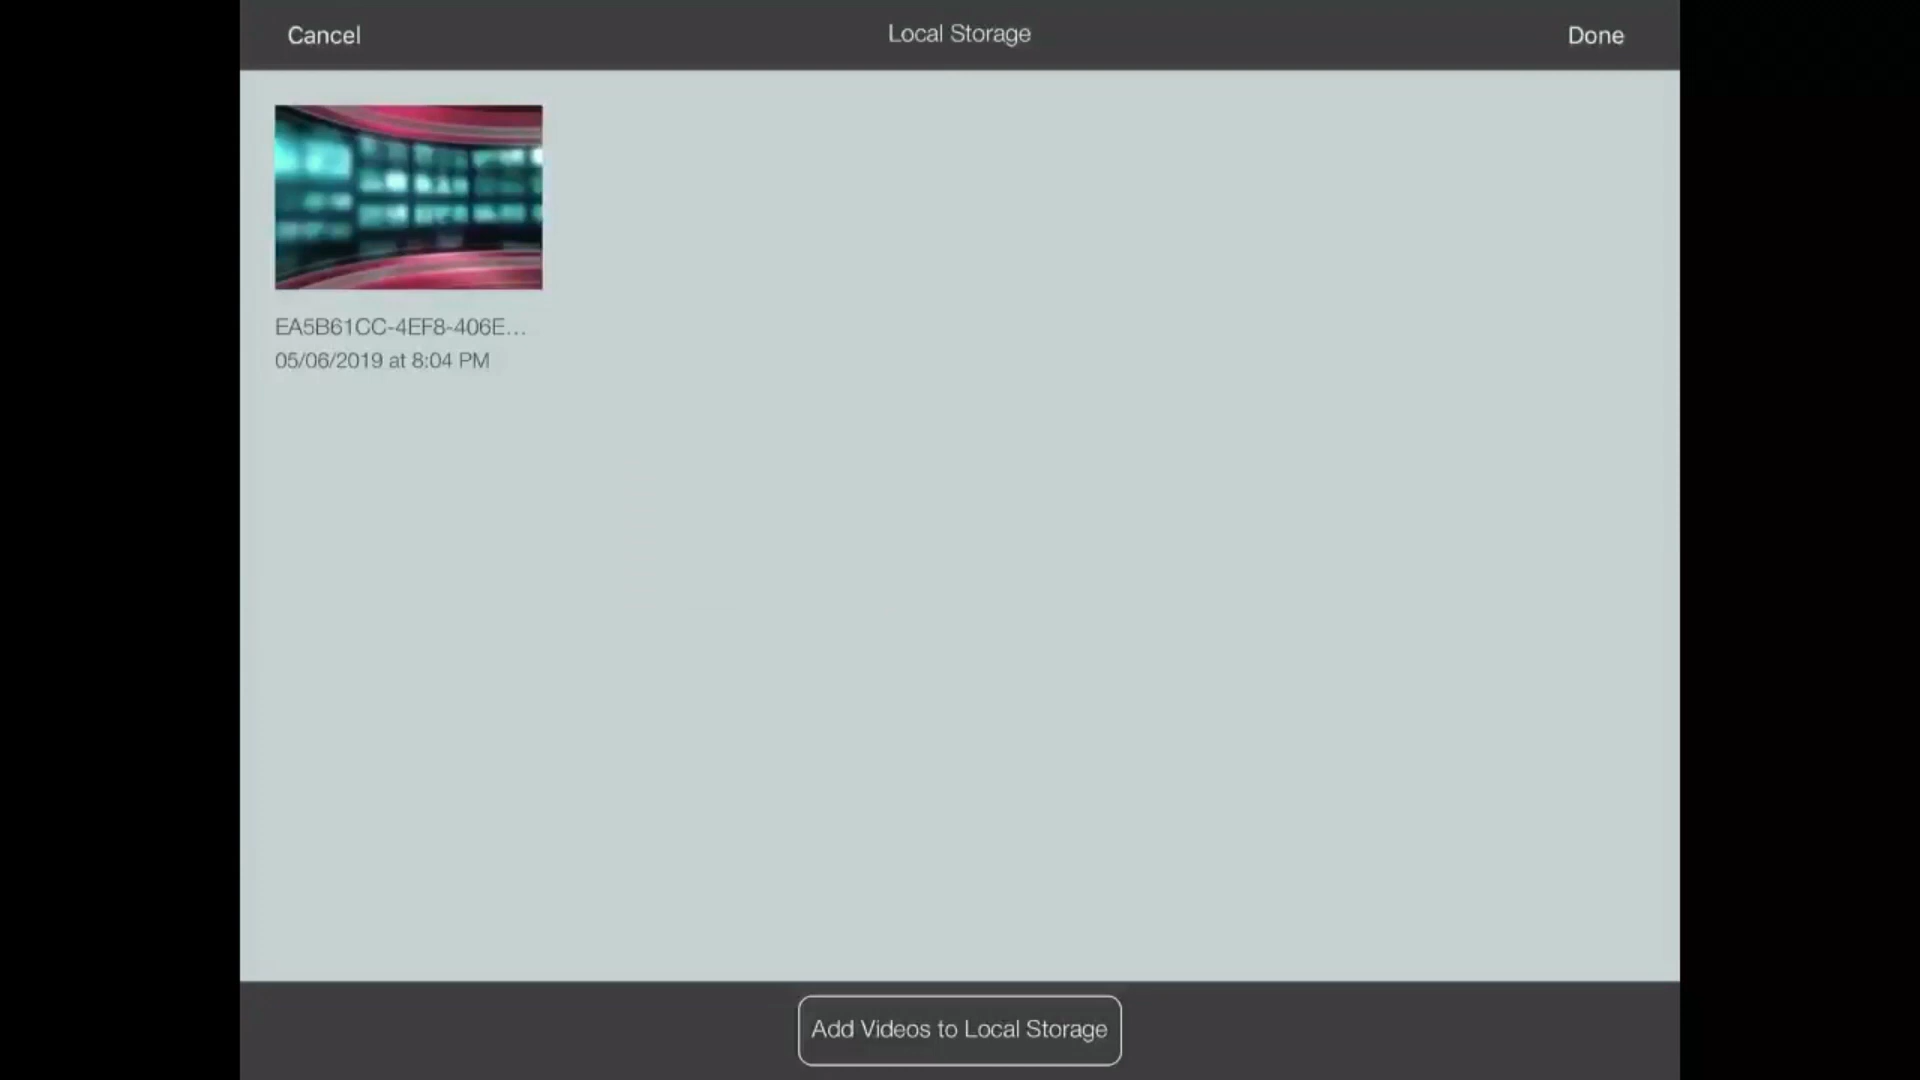 Cancel
Local Storage
Done
EA5B61CC-4EF8-406E...
05/06/2019 at 8:04 PM
Add Videos to Local Storage